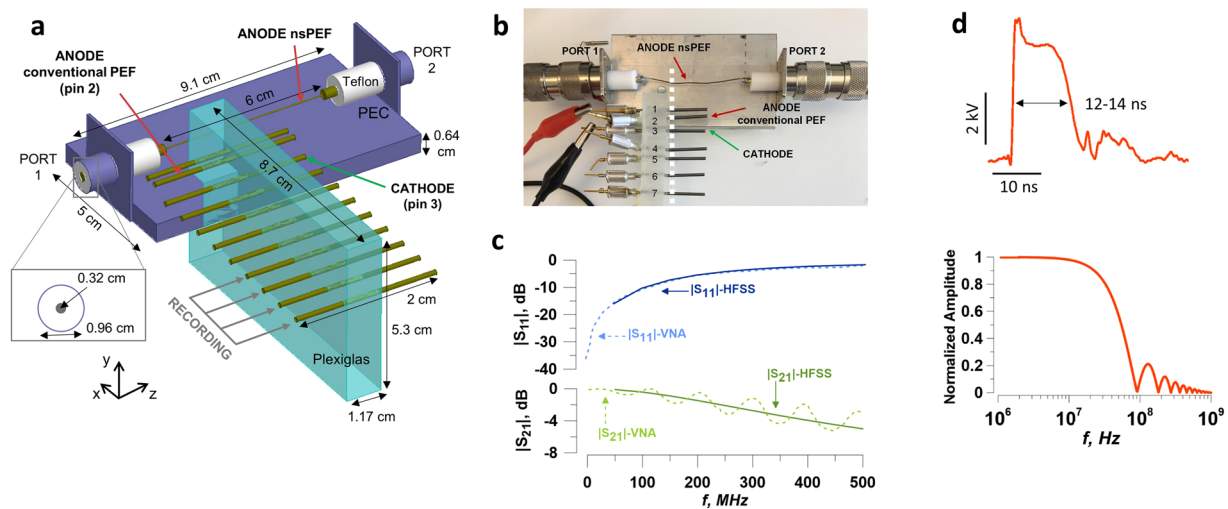 a
ANODE nsPEF
ANODE
conventional PEF
(pin 2)
PORT
2
9.1 cm
6 cm
Teflon
PEC
0.64
cm
PORT
1
8.7 cm
CATHODE
(pin 3)
5 cm
0.32 cm
0.96 cm
RECORDING
2 cm
5.3 cm
Plexiglas
1.17 cm
y
x
z
b
PORT 1
ANODE nsPEF
PORT 2
1
2
3
4
5
6
7
ANODE
conventional PEF
CATHODE
c
|S11|, dB
0
-10
-20
-30
-40
|S11|-HFSS
|S11|-VNA
|S21|, dB
0
-4
-8
|S21|-HFSS
|S21|-VNA
0 100 200 300 400 500
f, MHz
d
2 kV
12-14 ns
10 ns
Normalized Amplitude
1
0.8
0.6
0.4
0.2
0
10^6 10^7 10^8 10^9
f, Hz